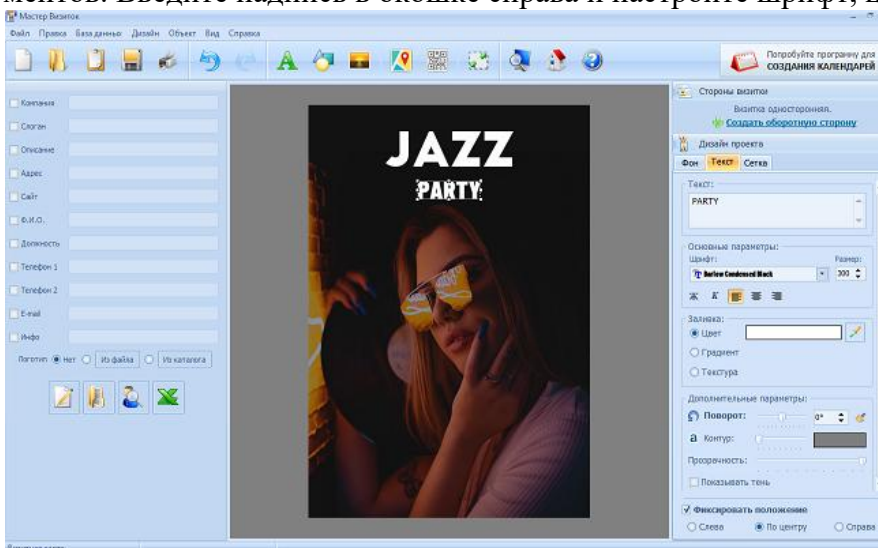 ментов. Введите надпись в окошке справа и настройте шрифт,
Мастер Визиток
Файл Правка База данных Дизайн Объект Вид Справка
Попробуйте программу для
СОЗДАНИЯ КАЛЕНДАРЕЙ
Компания
Слоган
Описание
Адрес
Сайт
Ф.И.О.
Должность
Телефон 1
Телефон 2
E-mail
Инфо
Логотип: нет Из файла Из каталога
JAZZ
PARTY
Стороны визитки
Визитка односторонняя.
Создать оборотную сторону
Дизайн проекта
Фон Текст Сетка
Текст:
PARTY
Основные параметры:
Шрифт: Размер:
Barlow Condensed Black 300
Ж К
Заливка:
Цвет
Градиент
Текстура
Дополнительные параметры:
Поворот: 0°
а Контур:
Прозрачность:
Показывать тень
Фиксировать положение
Слева По центру Справа